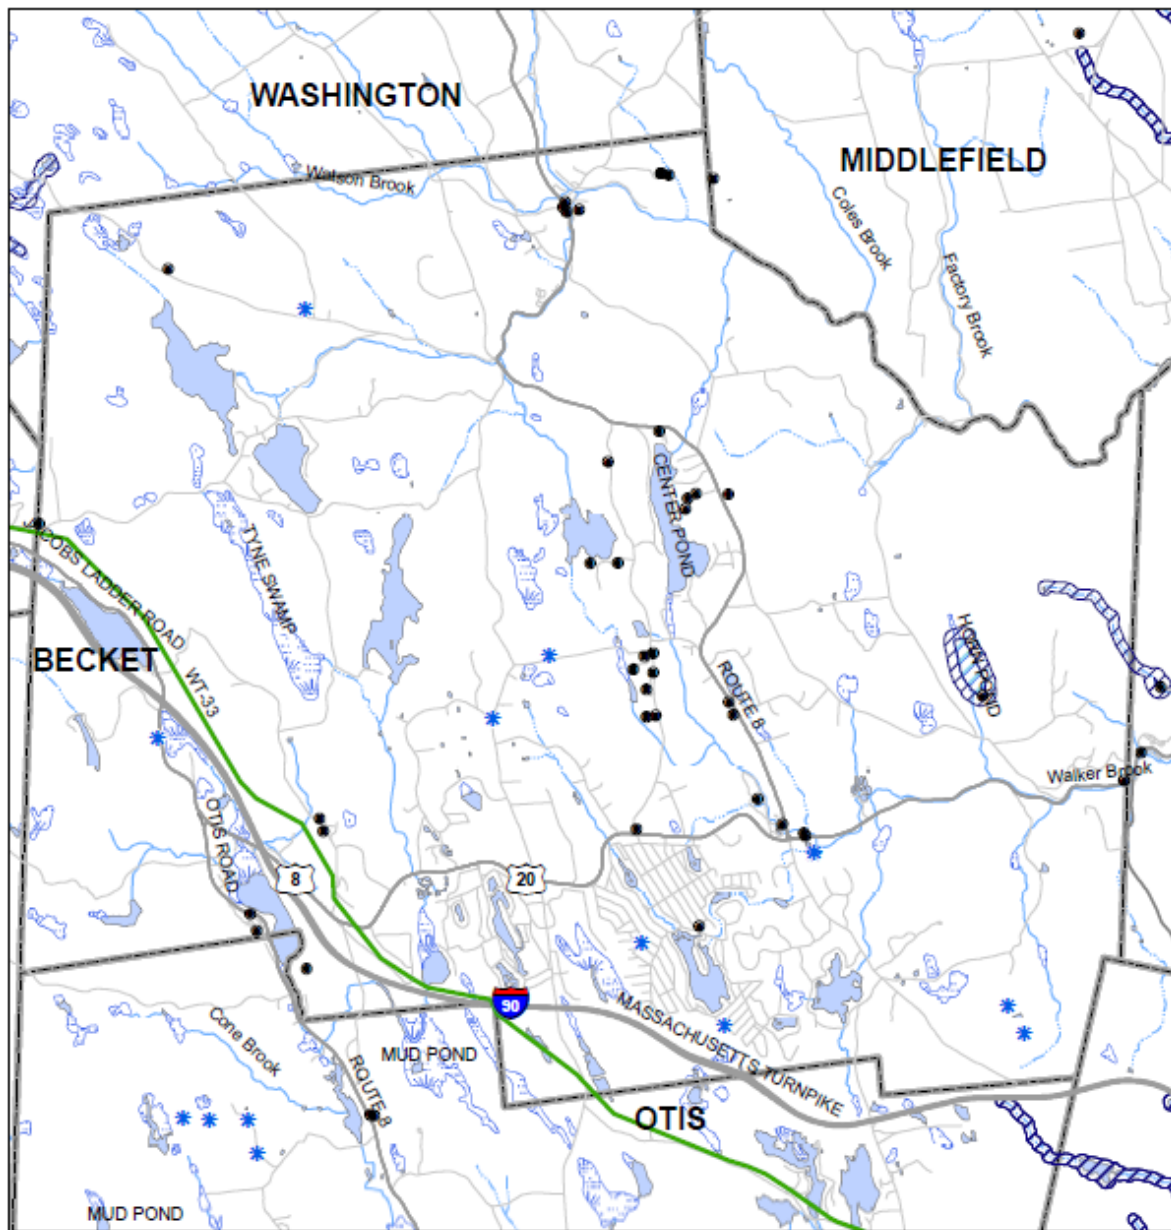 WASHINGTON
MIDDLEFIELD
Watson Brook
Coles Brook
Factory Brook
CENTER POND
TYNE SWAMP
JACOBS LADDER ROAD
BECKET
WT-33
ROUTE 8
POND
Walker Brook
OTIS ROAD
8
20
90
MASSACHUSETTS TURNPIKE
Cone Brook
MUD POND
ROUTE 8
OTIS
MUD POND